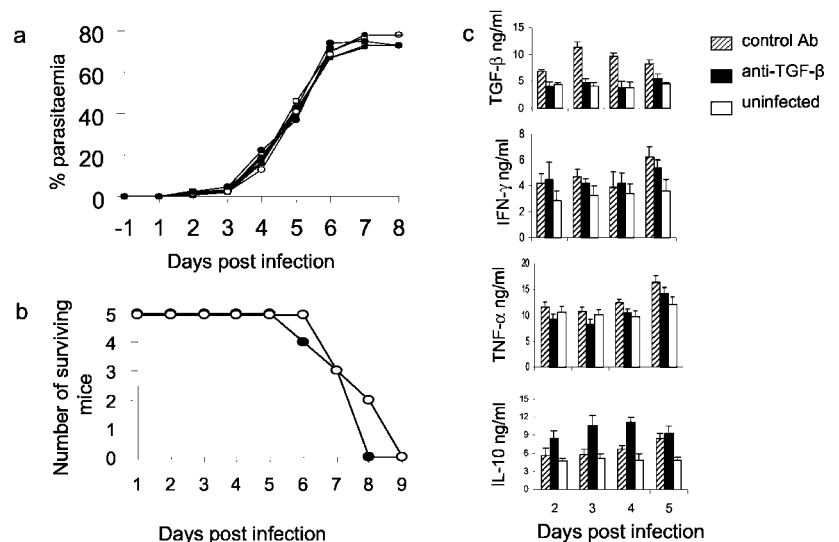 a
% parasitaemia
80
60
40
20
0
-1 1 2 3 4 5 6 7 8
Days post infection
b
Number of surviving
mice
5
4
3
2
1
0
1 2 3 4 5 6 7 8 9
Days post infection
c
control Ab
anti-TGF-β
uninfected
TGF-β ng/ml
15
10
5
0
IFN-γ ng/ml
8
6
4
2
0
TNF-α ng/ml
20
15
10
5
0
IL-10 ng/ml
15
12
9
6
3
0
2 3 4 5
Days post infection